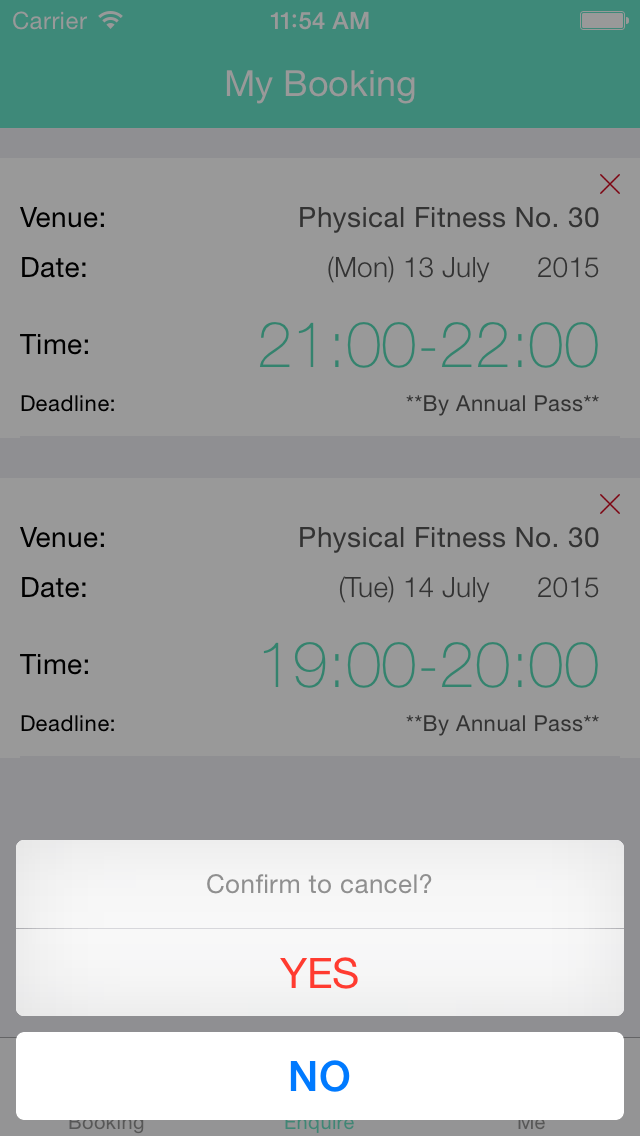 Carrier 11:54 AM
My Booking
Venue: Physical Fitness No. 30
Date: (Mon) 13 July 2015
Time: 21:00-22:00
Deadline: **By Annual Pass**
Venue: Physical Fitness No. 30
Date: (Tue) 14 July 2015
Time: 19:00-20:00
Deadline: **By Annual Pass**
Confirm to cancel?
YES
NO
Booking Enquire Me